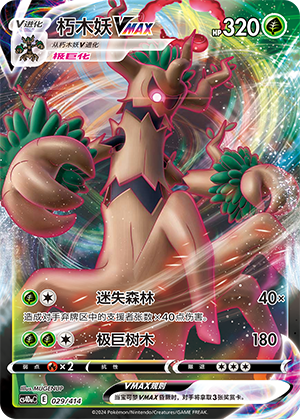 V进化
朽木妖VMAX
HP320
从朽木妖V进化
极巨化
迷失森林 40×
造成对手弃牌区中的支援者张数×40点伤害。
极巨树木 180
弱点 ×2 抗性 撤退
Illus. MUGENUP
VMAX规则
当宝可梦VMAX昏厥时，对手将拿取3张奖赏卡。
CS4DaC E 029/414
©2024 Pokémon/Nintendo/Creatures/GAME FREAK